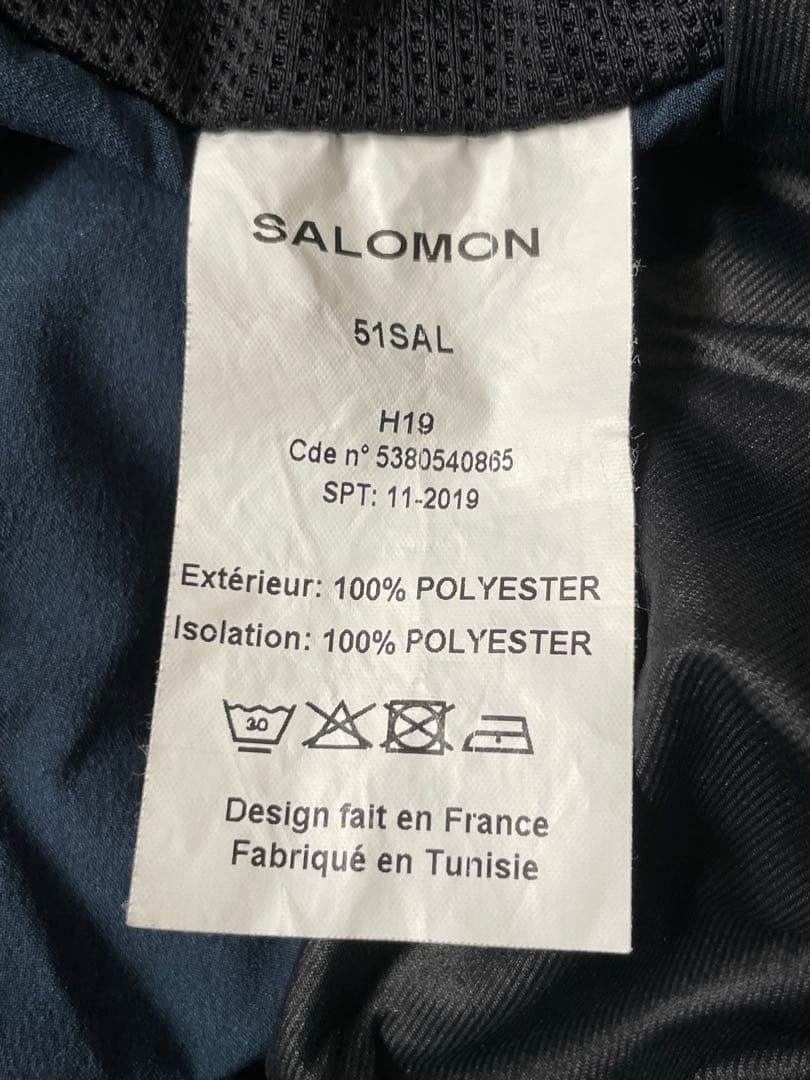 SALOMON
51SAL
H19
Cde n° 5380540865
SPT: 11-2019
Extérieur: 100% POLYESTER
Isolation: 100% POLYESTER
30
Design fait en France
Fabriqué en Tunisie